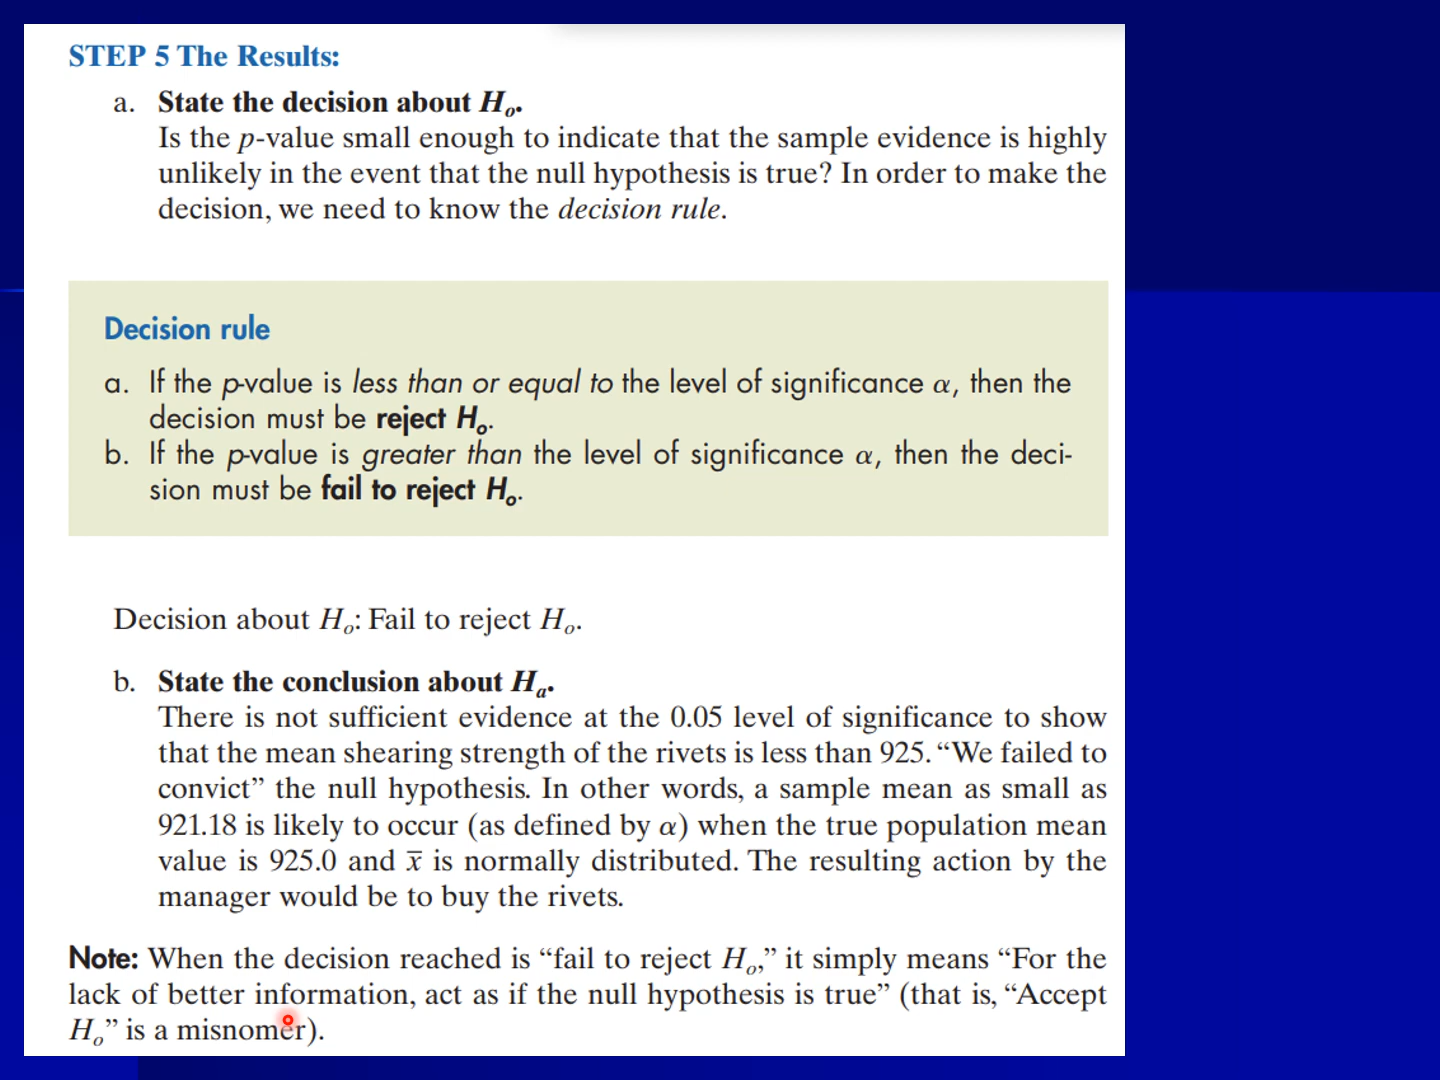 STEP 5 The Results:
a. State the decision about Ho.
Is the p-value small enough to indicate that the sample evidence is highly
unlikely in the event that the null hypothesis is true? In order to make the
decision, we need to know the decision rule.
Decision rule
a. If the p-value is less than or equal to the level of significance α, then the
decision must be reject Ho.
b. If the p-value is greater than the level of significance α, then the deci-
sion must be fail to reject Ho.
Decision about Ho: Fail to reject Ho.
b. State the conclusion about Ha.
There is not sufficient evidence at the 0.05 level of significance to show
that the mean shearing strength of the rivets is less than 925. “We failed to
convict” the null hypothesis. In other words, a sample mean as small as
921.18 is likely to occur (as defined by α) when the true population mean
value is 925.0 and x̄ is normally distributed. The resulting action by the
manager would be to buy the rivets.
Note: When the decision reached is “fail to reject Ho,” it simply means “For the
lack of better information, act as if the null hypothesis is true” (that is, “Accept
Ho” is a misnomer).